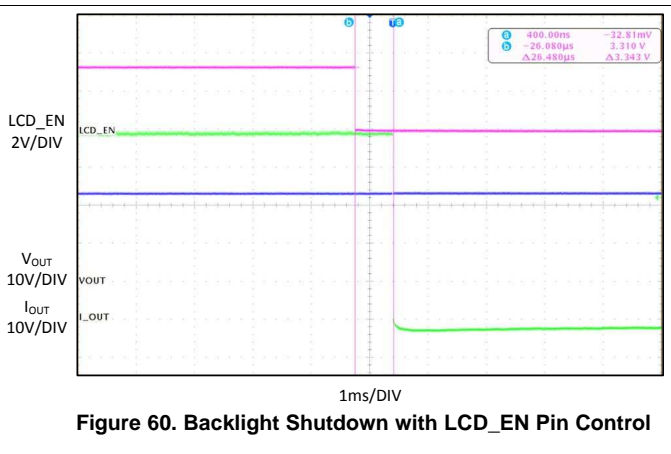 b T a
a 400.00ns -32.81mV
b -26.080µs 3.310 V
Δ26.480µs Δ3.343 V
LCD_EN
2V/DIV
LCD_EN
VOUT
10V/DIV
VOUT
IOUT
10V/DIV
I_OUT
1ms/DIV
Figure 60. Backlight Shutdown with LCD_EN Pin Control